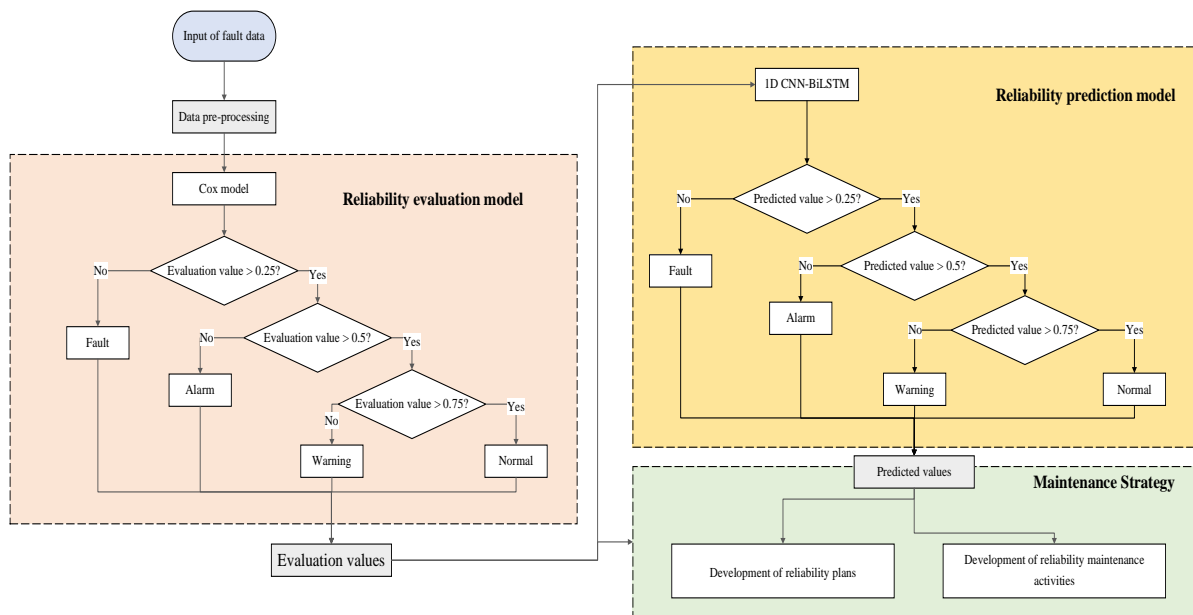 Input of fault data
Data pre-processing
Cox model
Reliability evaluation model
Evaluation value > 0.25?
No
Yes
Fault
Evaluation value > 0.5?
No
Yes
Alarm
Evaluation value > 0.75?
No
Yes
Warning
Normal
Evaluation values
1D CNN-BiLSTM
Reliability prediction model
Predicted value > 0.25?
No
Yes
Fault
Predicted value > 0.5?
No
Yes
Alarm
Predicted value > 0.75?
No
Yes
Warning
Normal
Predicted values
Maintenance Strategy
Development of reliability plans
Development of reliability maintenance
activities